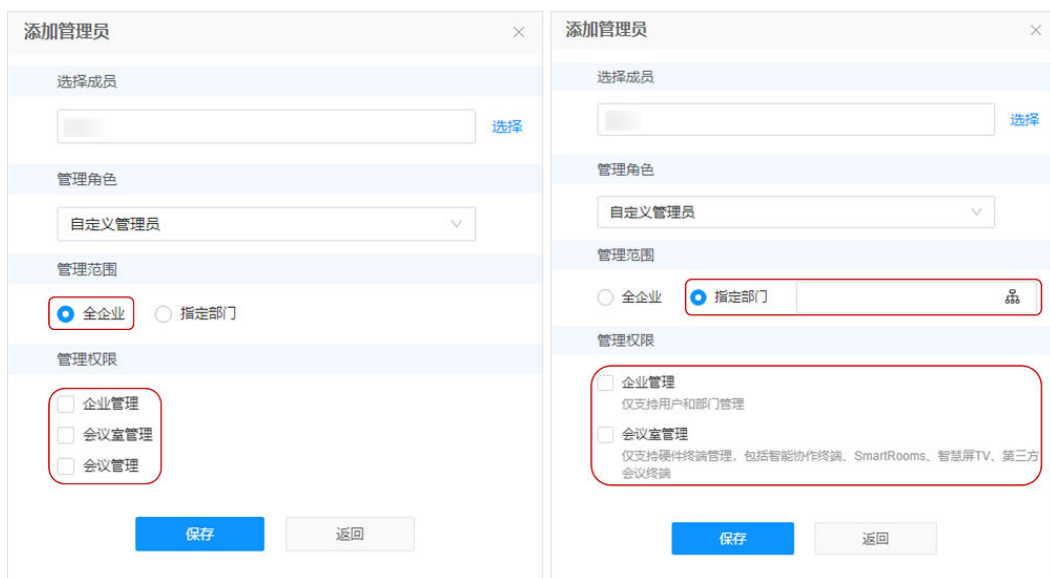 添加管理员
选择成员
选择
管理角色
自定义管理员
管理范围
全企业 指定部门
管理权限
企业管理
会议室管理
会议管理
保存 返回
添加管理员
选择成员
选择
管理角色
自定义管理员
管理范围
全企业 指定部门
管理权限
企业管理
仅支持用户和部门管理
会议室管理
仅支持硬件终端管理，包括智能协作终端、SmartRooms、智慧屏TV、第三方
会议终端
保存 返回